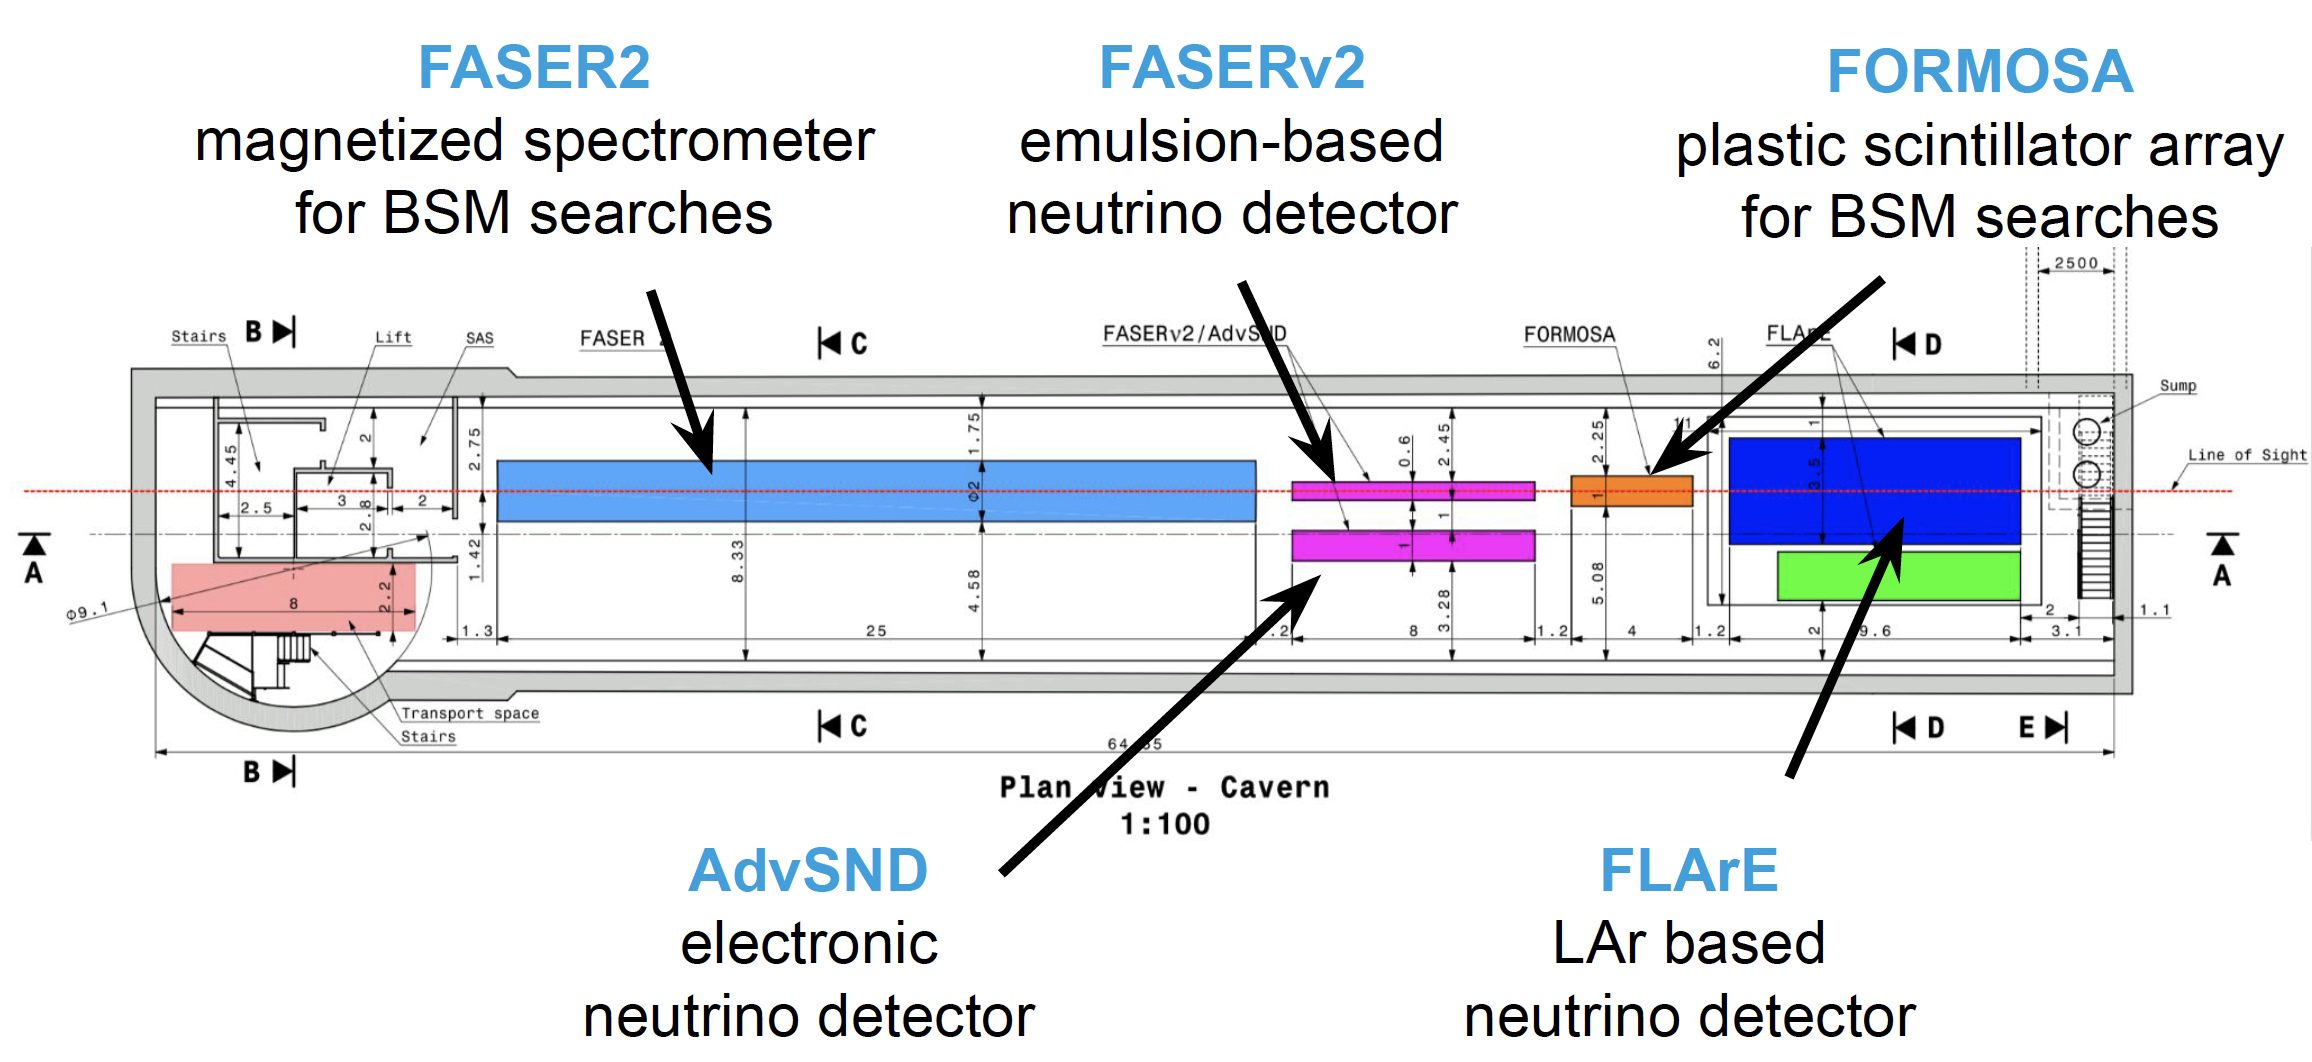 FASER2
magnetized spectrometer
for BSM searches
FASERv2
emulsion-based
neutrino detector
FORMOSA
plastic scintillator array
for BSM searches
2500
Stairs
B
Lift
SAS
FASER
C
FASERν2/AdvSND
FORMOSA
FLArE
D
6.2
Sump
Line of Sight
4.45
2
2.75
1.75
0.6
2.45
2.25
11
1
3.5
2.5
3
2.8
2
Φ2
1
1
A
1.42
8.33
4.58
1
3.28
5.08
A
Φ9.1
8
2.2
1.3
25
8
1.2
4
1.2
2
9.6
2
3.1
1.1
Transport space
Stairs
C
D
E
B
Plan View - Cavern
1:100
AdvSND
electronic
neutrino detector
FLArE
LAr based
neutrino detector